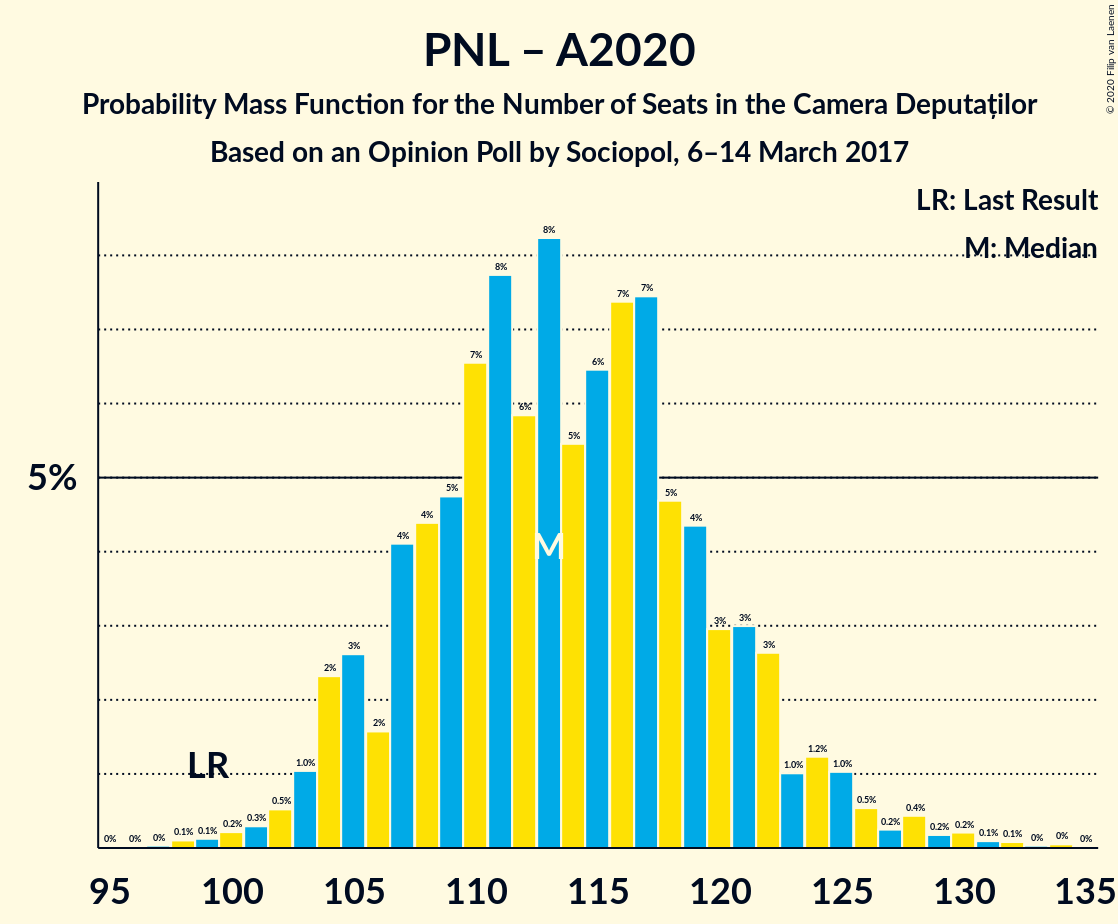 PNL – A2020
Probability Mass Function for the Number of Seats in the Camera Deputaților
Based on an Opinion Poll by Sociopol, 6–14 March 2017
© 2020 Filip van Laenen
LR: Last Result
M: Median
5%
0% 0% 0% 0.1% 0.1% 0.2% 0.3% 0.5% 1.0% 2% 3% 2% 4% 4% 5% 7% 8% 6% 8% 5% 6% 7% 7% 5% 4% 3% 3% 3% 1.0% 1.2% 1.0% 0.5% 0.2% 0.4% 0.2% 0.2% 0.1% 0.1% 0% 0% 0%
M
LR
95 100 105 110 115 120 125 130 135